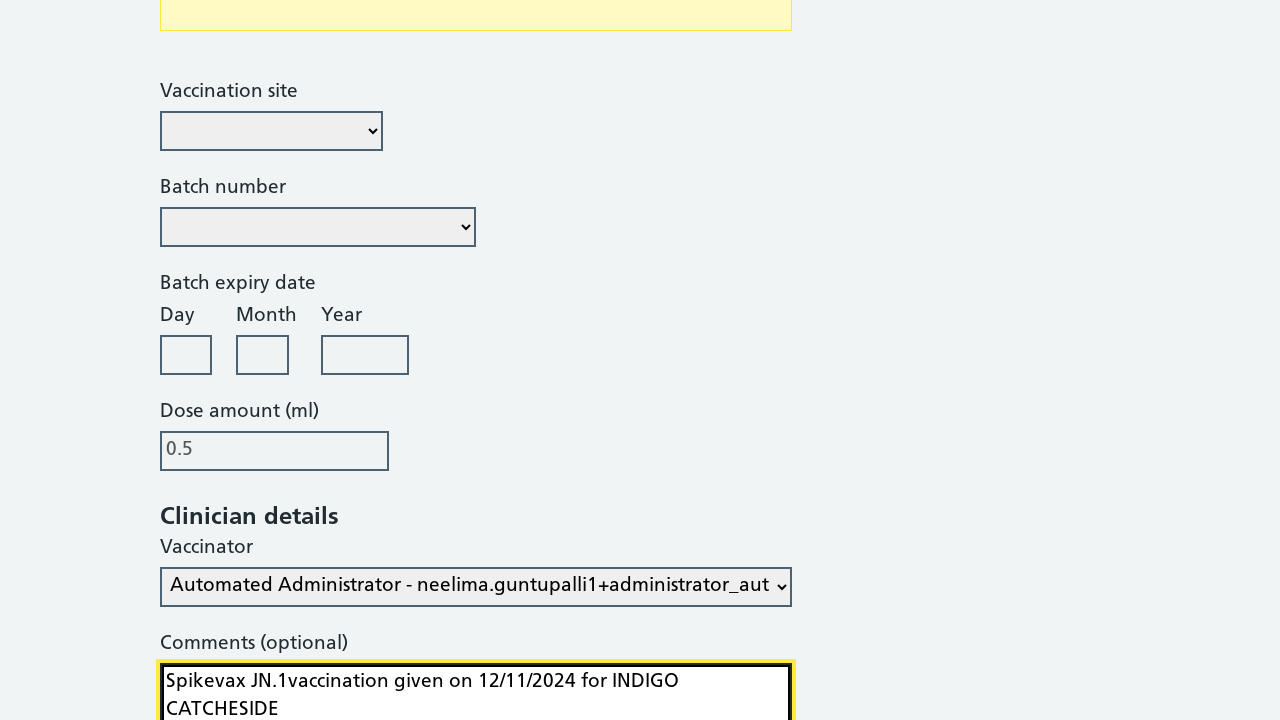 Vaccination site
Batch number
Batch expiry date
Day Month Year
Dose amount (ml)
0.5
Clinician details
Vaccinator
Automated Administrator - neelima.guntupalli1+administrator_aut
Comments (optional)
Spikevax JN.1vaccination given on 12/11/2024 for INDIGO
CATCHESIDE